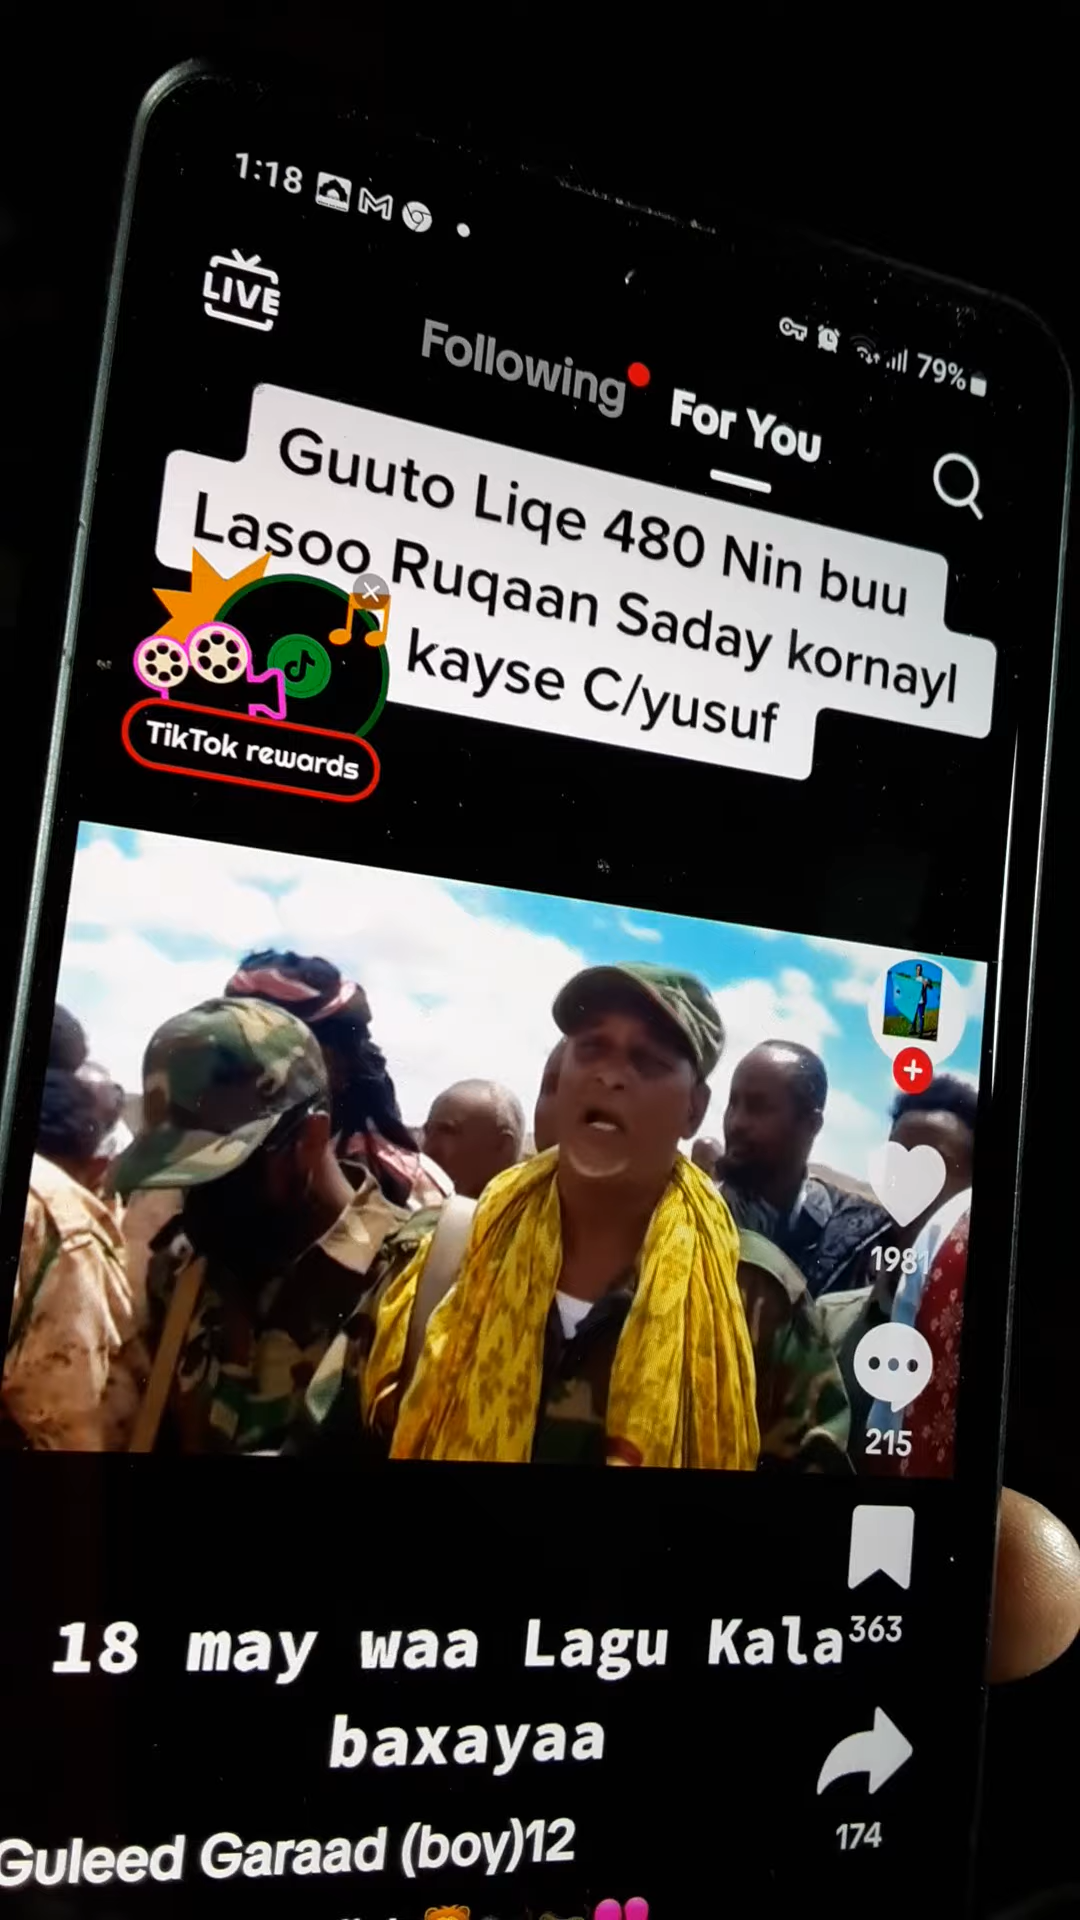 1:18
79%
LIVE
Following
For You
Guuto Liqe 480 Nin buu
Lasoo Ruqaan Saday kornayl
kayse C/yusuf
TikTok rewards
1981
215
363
18 may waa Lagu Kala
baxayaa
174
Guleed Garaad (boy)12